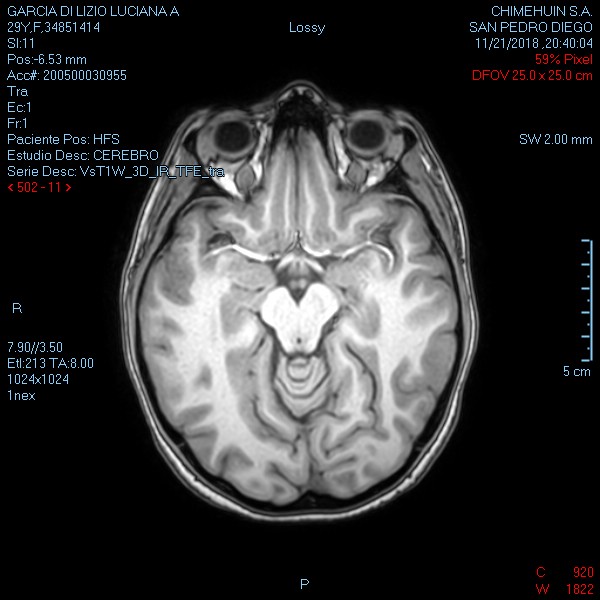 GARCIA DI LIZIO LUCIANA A
29Y,F,34851414
Sl:11
Pos:-6.53 mm
Acc#: 200500030955
Tra
Ec:1
Fr:1
Paciente Pos: HFS
Estudio Desc: CEREBRO
Serie Desc: VsT1W_3D_IR_TFE_tra
< 502 - 11 >
Lossy
CHIMEHUIN S.A.
SAN PEDRO DIEGO
11/21/2018 ,20:40:04
59% Pixel
DFOV 25.0 x 25.0 cm
SW 2.00 mm
R
7.90//3.50
Etl:213 TA:8.00
1024x1024
1nex
5 cm
P
C 920
W 1822